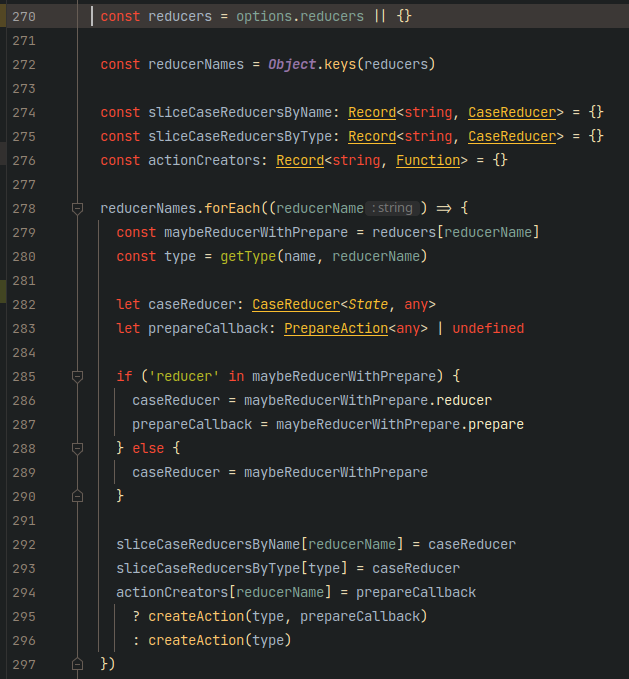 270 const reducers = options.reducers || {}
271
272 const reducerNames = Object.keys(reducers)
273
274 const sliceCaseReducersByName: Record<string, CaseReducer> = {}
275 const sliceCaseReducersByType: Record<string, CaseReducer> = {}
276 const actionCreators: Record<string, Function> = {}
277
278 reducerNames.forEach((reducerName : string ) => {
279   const maybeReducerWithPrepare = reducers[reducerName]
280   const type = getType(name, reducerName)
281
282   let caseReducer: CaseReducer<State, any>
283   let prepareCallback: PrepareAction<any> | undefined
284
285   if ('reducer' in maybeReducerWithPrepare) {
286     caseReducer = maybeReducerWithPrepare.reducer
287     prepareCallback = maybeReducerWithPrepare.prepare
288   } else {
289     caseReducer = maybeReducerWithPrepare
290   }
291
292   sliceCaseReducersByName[reducerName] = caseReducer
293   sliceCaseReducersByType[type] = caseReducer
294   actionCreators[reducerName] = prepareCallback
295     ? createAction(type, prepareCallback)
296     : createAction(type)
297 })